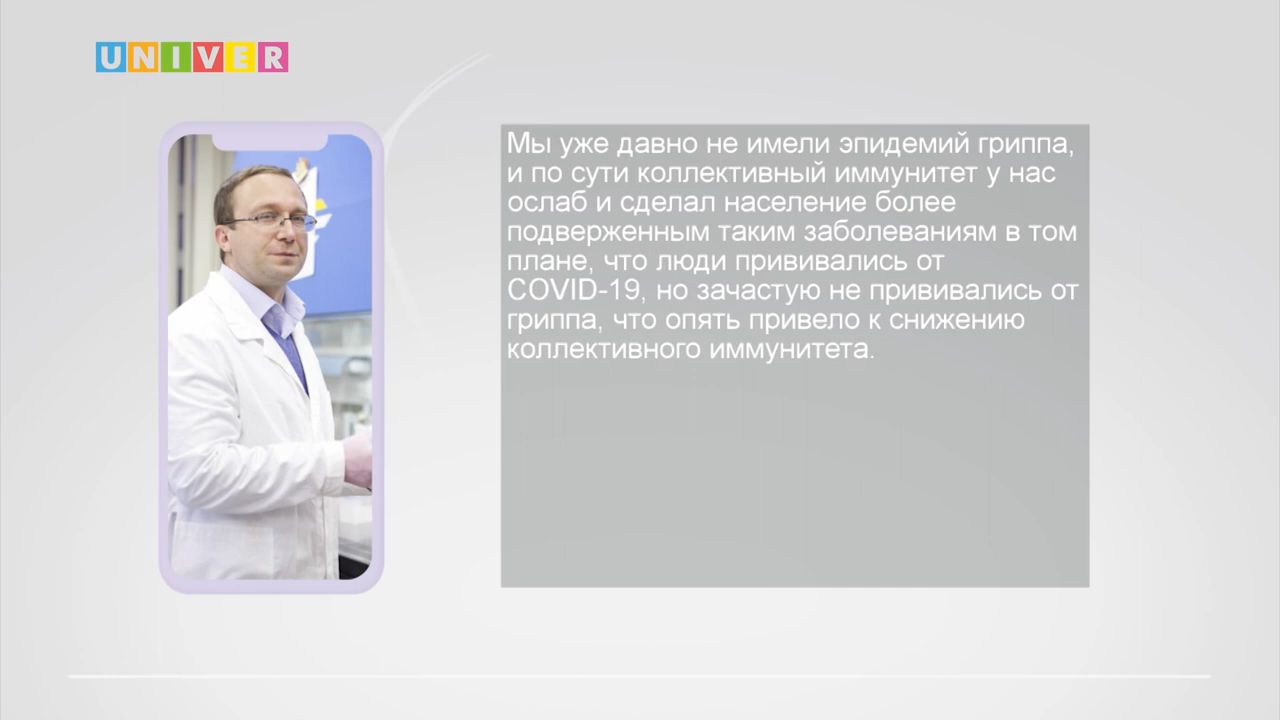 UNIVER
Мы уже давно не имели эпидемий гриппа,
и по сути коллективный иммунитет у нас
ослаб и сделал население более
подверженным таким заболеваниям в том
плане, что люди прививались от
COVID-19, но зачастую не прививались от
гриппа, что опять привело к снижению
коллективного иммунитета.